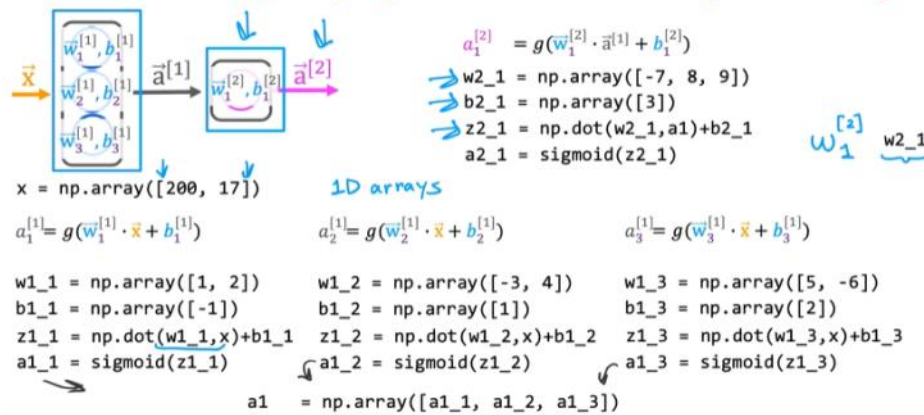 w⃗₁^[1], b₁^[1]
w⃗₂^[1], b₂^[1]
w⃗₃^[1], b₃^[1]
x⃗
a⃗^[1]
w⃗₁^[2], b₁^[2]
a⃗^[2]
a₁^[2] = g(w⃗₁^[2] · a⃗^[1] + b₁^[2])
w2_1 = np.array([-7, 8, 9])
b2_1 = np.array([3])
z2_1 = np.dot(w2_1,a1)+b2_1
a2_1 = sigmoid(z2_1)
w₁^[2] w2_1
x = np.array([200, 17])
1D arrays
a₁^[1] = g(w⃗₁^[1] · x⃗ + b₁^[1])
a₂^[1] = g(w⃗₂^[1] · x⃗ + b₂^[1])
a₃^[1] = g(w⃗₃^[1] · x⃗ + b₃^[1])
w1_1 = np.array([1, 2])
b1_1 = np.array([-1])
z1_1 = np.dot(w1_1,x)+b1_1
a1_1 = sigmoid(z1_1)
w1_2 = np.array([-3, 4])
b1_2 = np.array([1])
z1_2 = np.dot(w1_2,x)+b1_2
a1_2 = sigmoid(z1_2)
w1_3 = np.array([5, -6])
b1_3 = np.array([2])
z1_3 = np.dot(w1_3,x)+b1_3
a1_3 = sigmoid(z1_3)
a1 = np.array([a1_1, a1_2, a1_3])